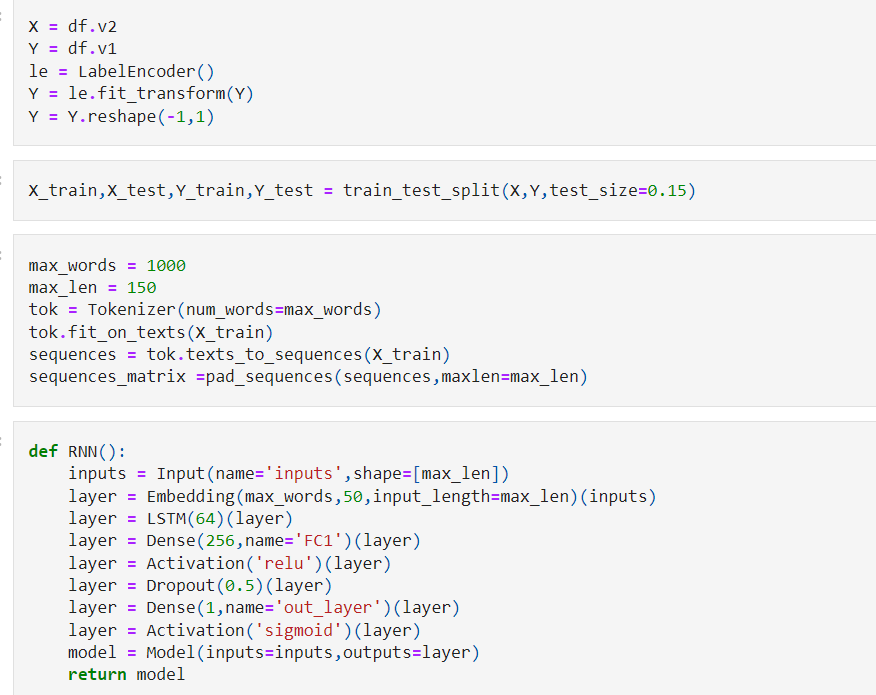 X = df.v2
Y = df.v1
le = LabelEncoder()
Y = le.fit_transform(Y)
Y = Y.reshape(-1,1)
X_train,X_test,Y_train,Y_test = train_test_split(X,Y,test_size=0.15)
max_words = 1000
max_len = 150
tok = Tokenizer(num_words=max_words)
tok.fit_on_texts(X_train)
sequences = tok.texts_to_sequences(X_train)
sequences_matrix =pad_sequences(sequences,maxlen=max_len)
def RNN():
    inputs = Input(name='inputs',shape=[max_len])
    layer = Embedding(max_words,50,input_length=max_len)(inputs)
    layer = LSTM(64)(layer)
    layer = Dense(256,name='FC1')(layer)
    layer = Activation('relu')(layer)
    layer = Dropout(0.5)(layer)
    layer = Dense(1,name='out_layer')(layer)
    layer = Activation('sigmoid')(layer)
    model = Model(inputs=inputs,outputs=layer)
    return model